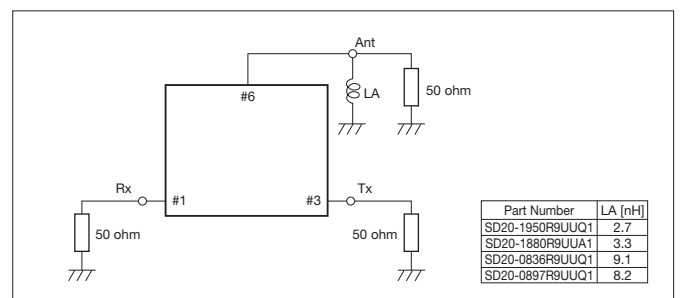 Ant
#6
LA
50 ohm
Rx
#1
#3
Tx
50 ohm
50 ohm
Part Number LA [nH]
SD20-1950R9UUQ1 2.7
SD20-1880R9UUA1 3.3
SD20-0836R9UUQ1 9.1
SD20-0897R9UUQ1 8.2